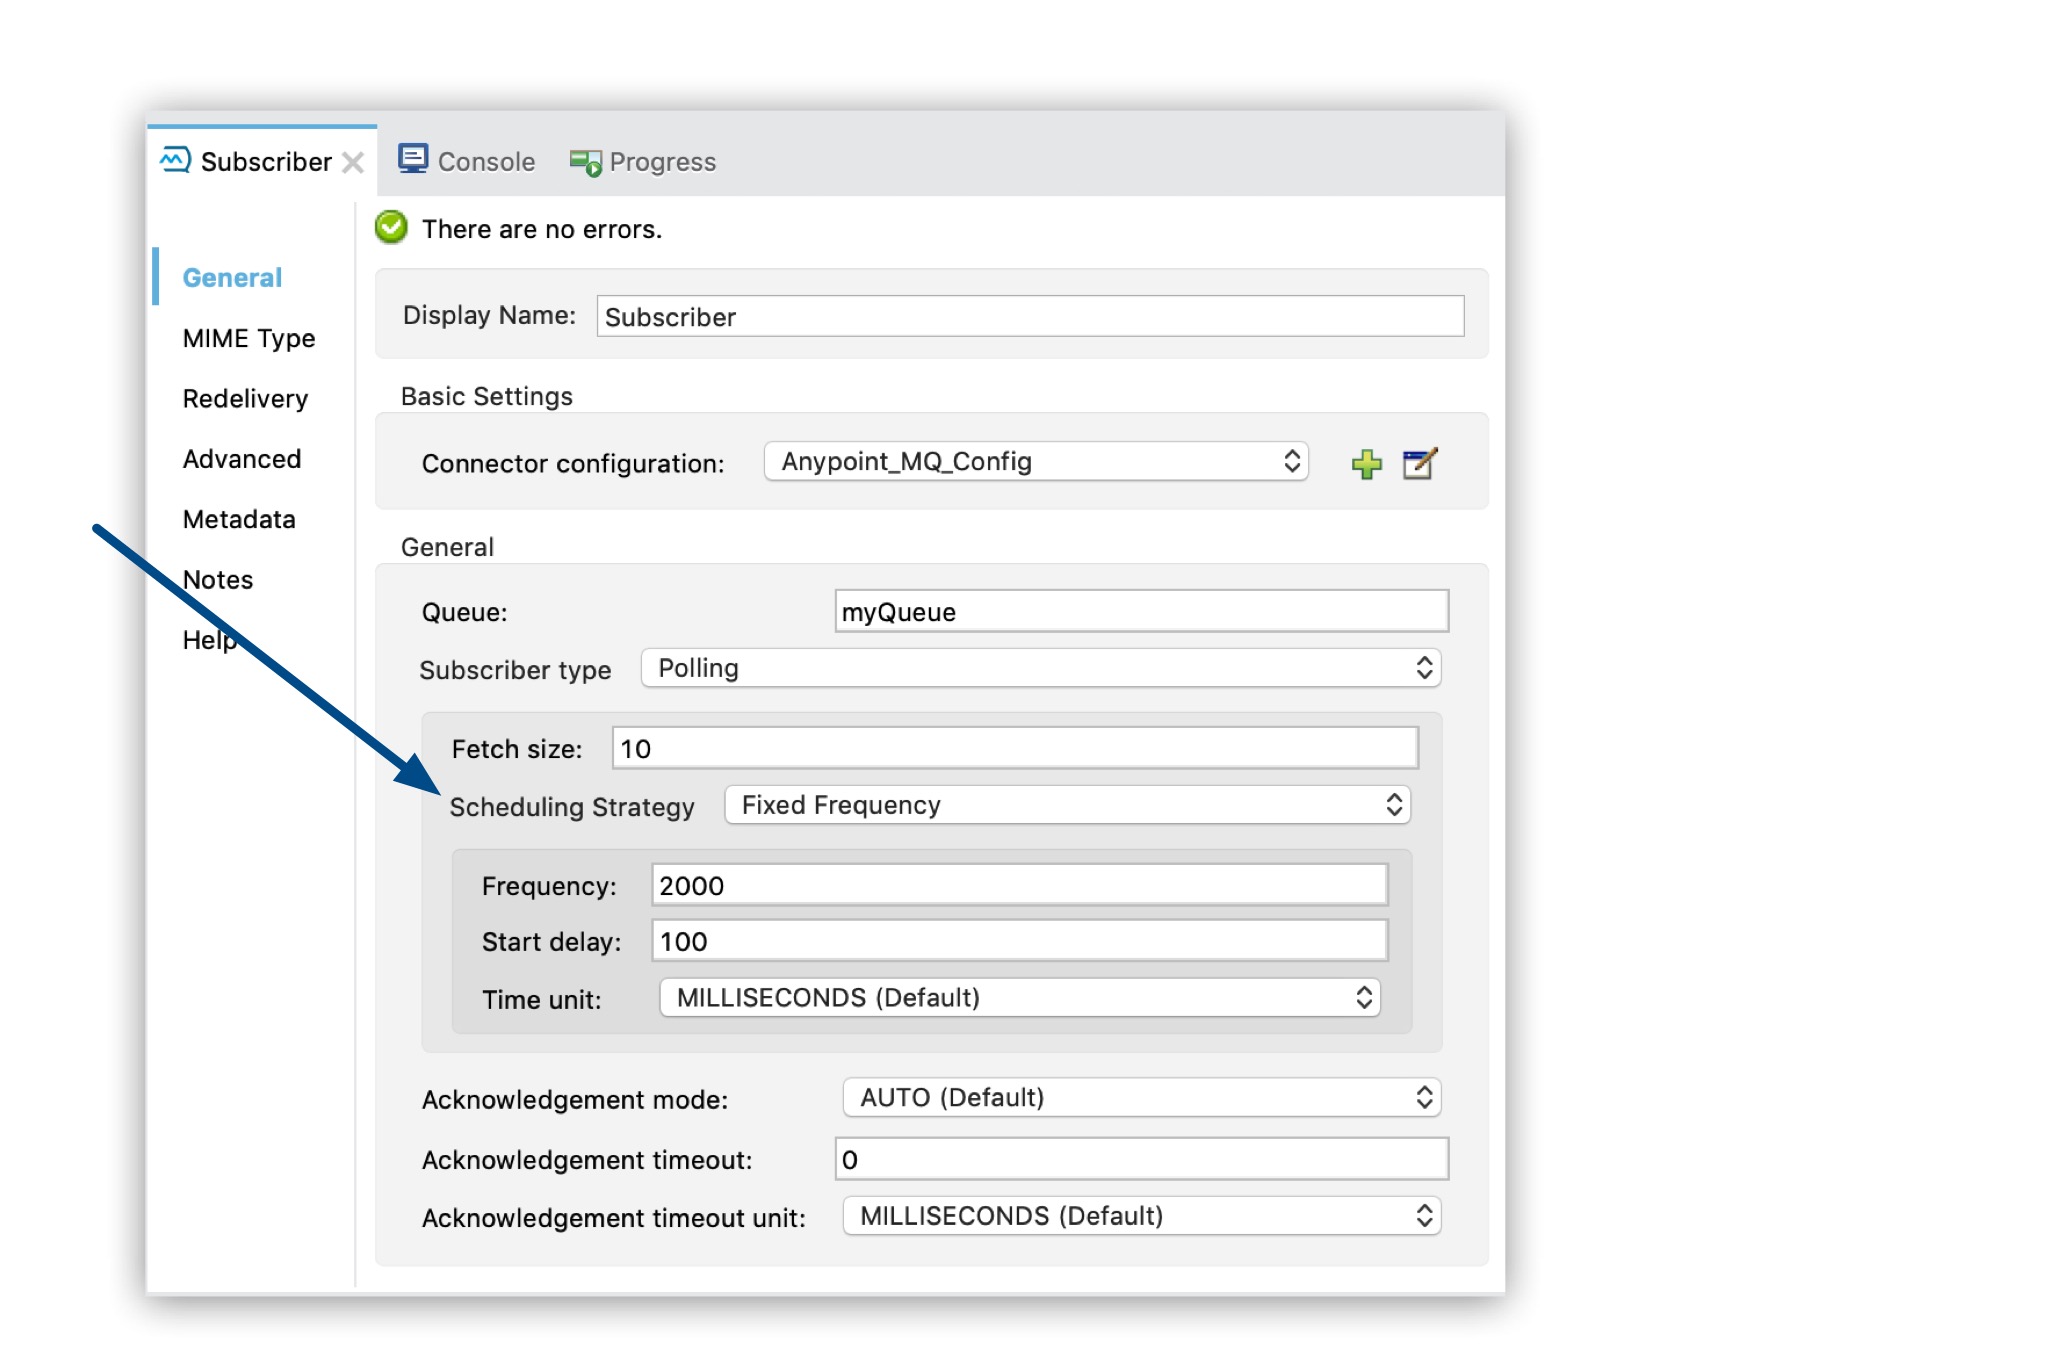 Subscriber Console Progress
There are no errors.
General
MIME Type
Redelivery
Advanced
Metadata
Notes
Help
Display Name: Subscriber
Basic Settings
Connector configuration: Anypoint_MQ_Config
General
Queue: myQueue
Subscriber type Polling
Fetch size: 10
Scheduling Strategy Fixed Frequency
Frequency: 2000
Start delay: 100
Time unit: MILLISECONDS (Default)
Acknowledgement mode: AUTO (Default)
Acknowledgement timeout: 0
Acknowledgement timeout unit: MILLISECONDS (Default)